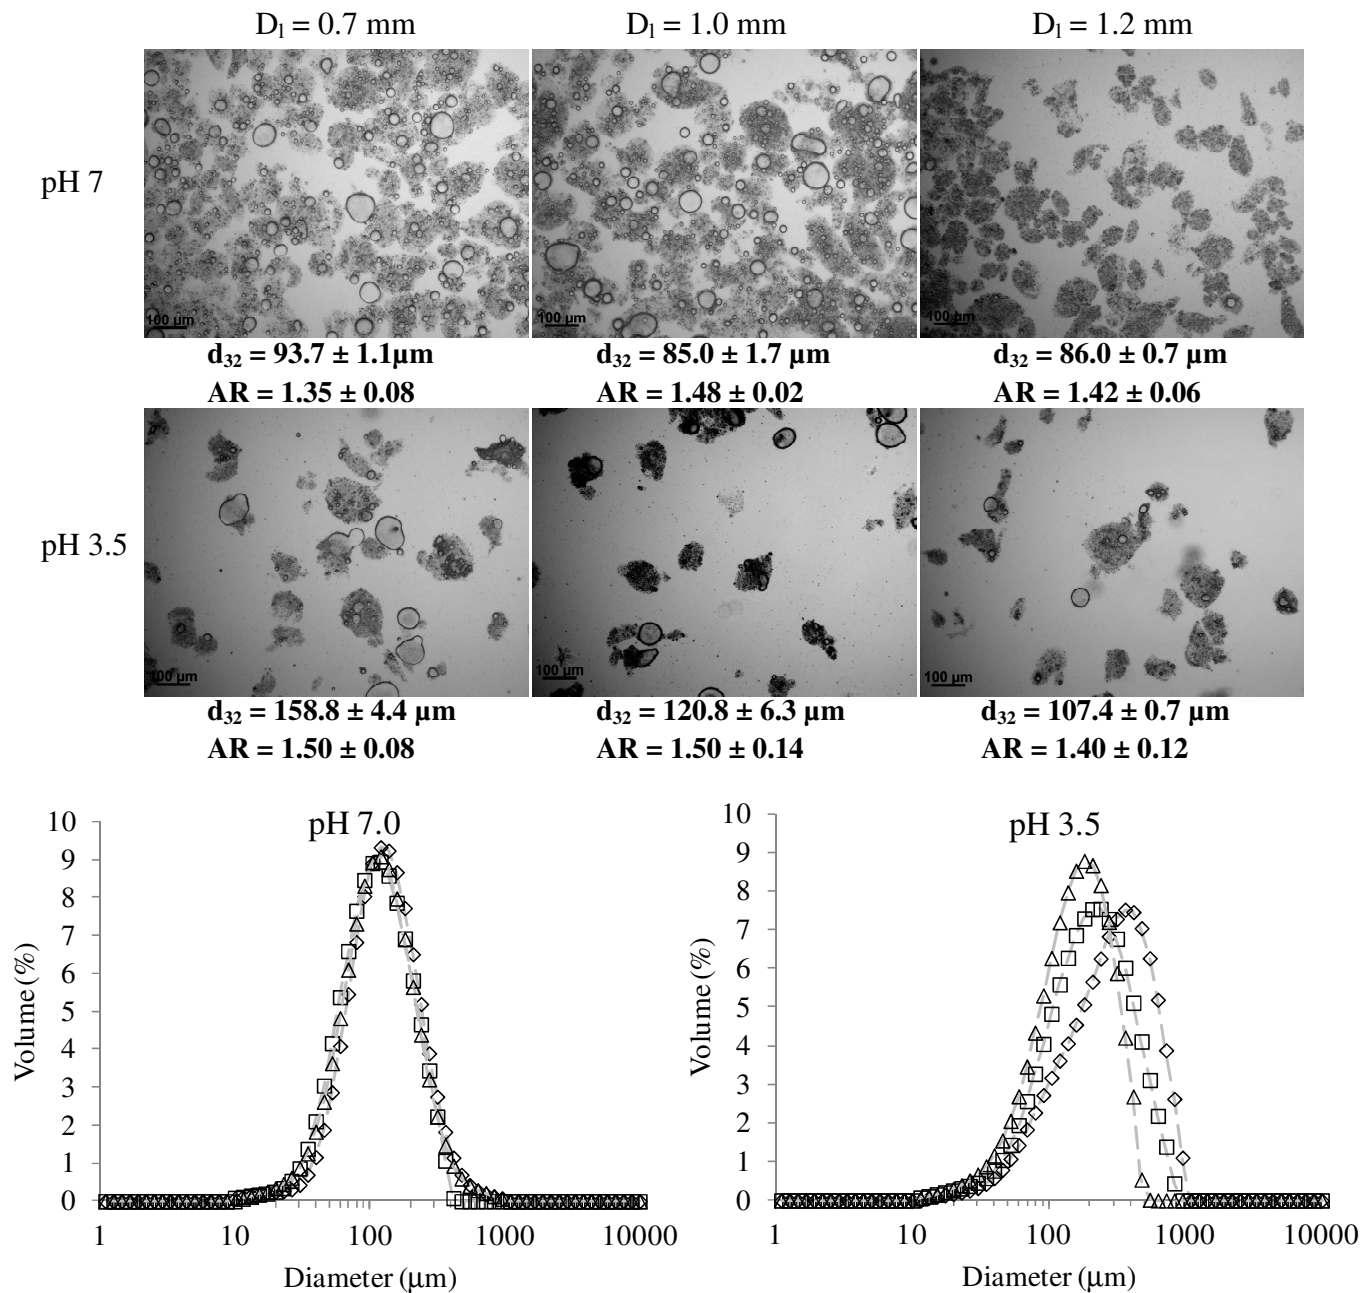 D₁ = 0.7 mm D₁ = 1.0 mm D₁ = 1.2 mm
pH 7
100 µm 100 µm 100 µm
d₃₂ = 93.7 ± 1.1µm d₃₂ = 85.0 ± 1.7 µm d₃₂ = 86.0 ± 0.7 µm
AR = 1.35 ± 0.08 AR = 1.48 ± 0.02 AR = 1.42 ± 0.06
pH 3.5
100 µm 100 µm 100 µm
d₃₂ = 158.8 ± 4.4 µm d₃₂ = 120.8 ± 6.3 µm d₃₂ = 107.4 ± 0.7 µm
AR = 1.50 ± 0.08 AR = 1.50 ± 0.14 AR = 1.40 ± 0.12
pH 7.0
Volume (%)
10
9
8
7
6
5
4
3
2
1
0
1 10 100 1000 10000
Diameter (µm)
pH 3.5
Volume (%)
10
9
8
7
6
5
4
3
2
1
0
1 10 100 1000 10000
Diameter (µm)